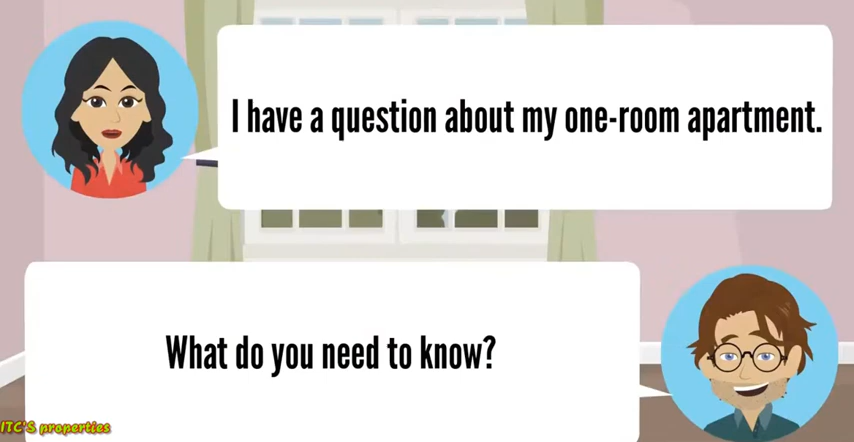 I have a question about my one-room apartment.
What do you need to know?
ITC'S properties